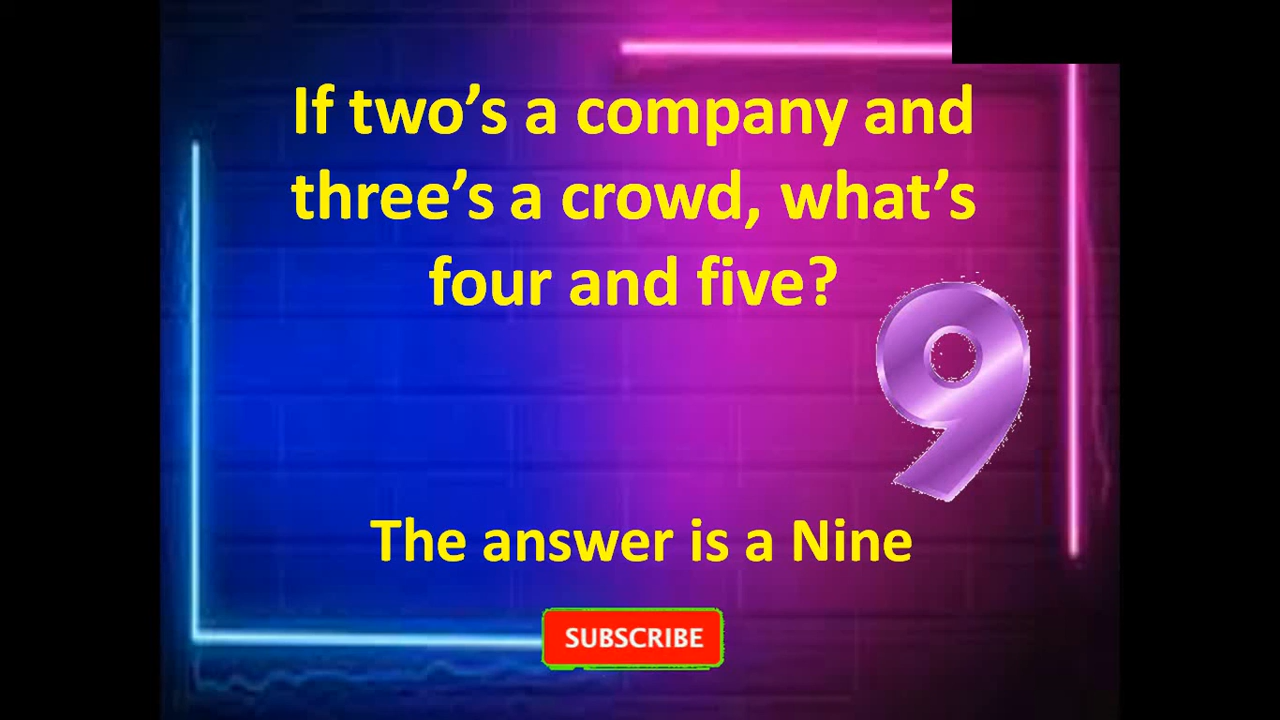 If two’s a company and
three’s a crowd, what’s
four and five?
9
The answer is a Nine
SUBSCRIBE